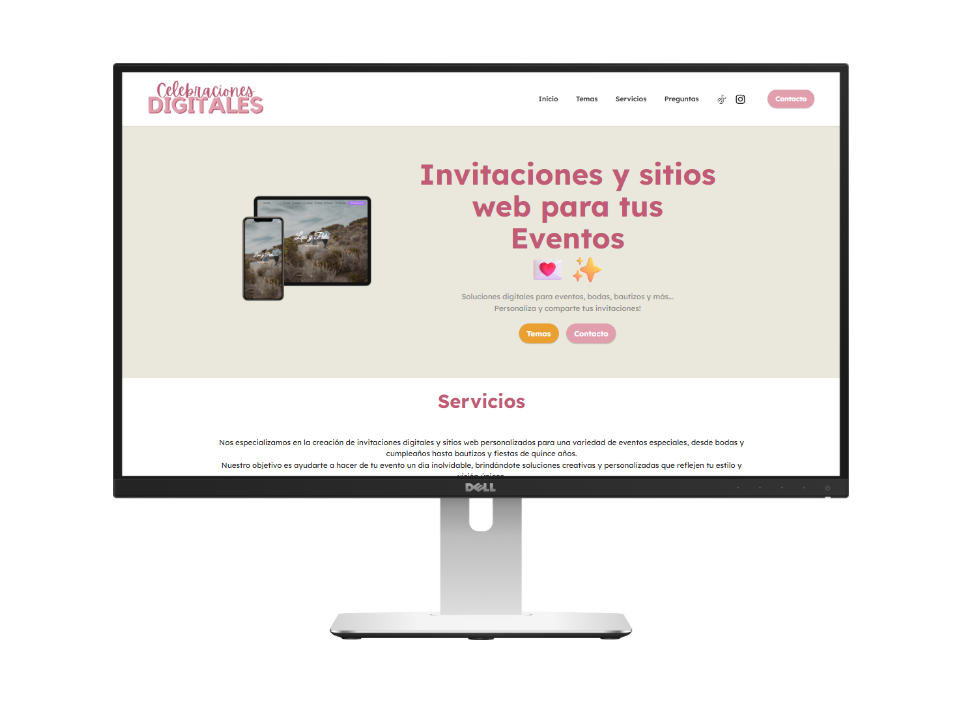 Celebraciones
DIGITALES
Inicio Temas Servicios Preguntas Contacto
Invitaciones y sitios
web para tus
Eventos
Soluciones digitales para eventos, bodas, bautizos y más...
Personaliza y comparte tus invitaciones!
Temas Contacto
Servicios
Nos especializamos en la creación de invitaciones digitales y sitios web personalizados para una variedad de eventos especiales, desde bodas y
cumpleaños hasta bautizos y fiestas de quince años.
Nuestro objetivo es ayudarte a hacer de tu evento un dia inolvidable, brindándote soluciones creativas y personalizadas que reflejen tu estilo y
DELL